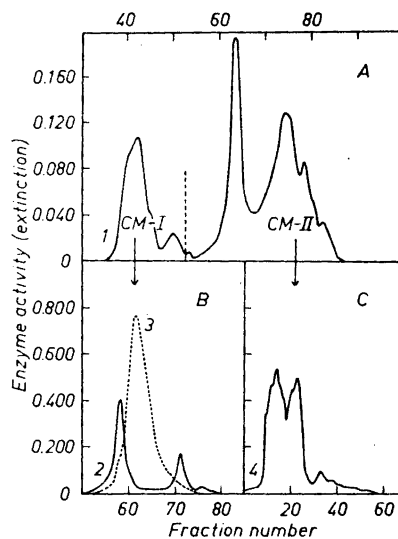 40 60 80 100
A
0.160
0.120
0.080
0.040
0
1
CM-I
CM-II
Enzyme activity (extinction)
B
C
0.800
0.600
0.400
0.200
0
2
3
4
60 70 80
20 40 60
Fraction number